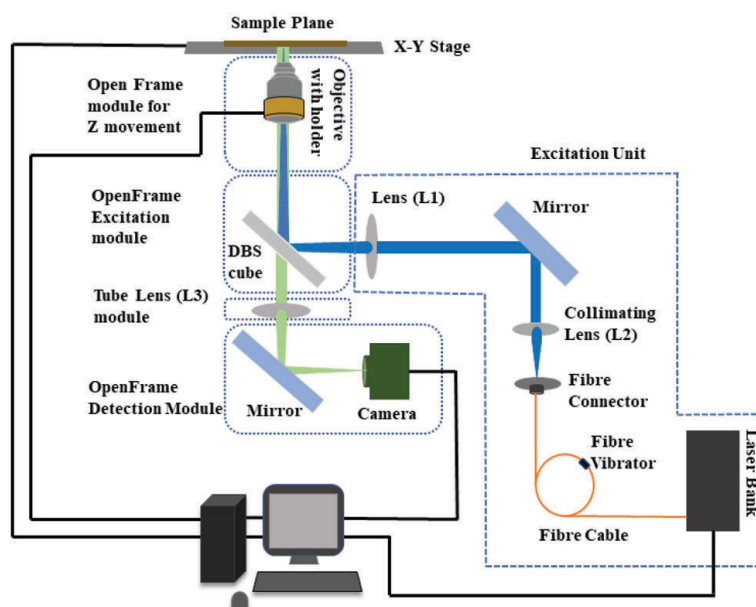 Sample Plane
X-Y Stage
Open Frame
module for
Z movement
Objective
with holder
Excitation Unit
OpenFrame
Excitation
module
Lens (L1)
Mirror
DBS
cube
Tube Lens (L3)
module
Collimating
Lens (L2)
OpenFrame
Detection Module
Mirror
Camera
Fibre
Connector
Fibre
Vibrator
Laser Bank
Fibre Cable